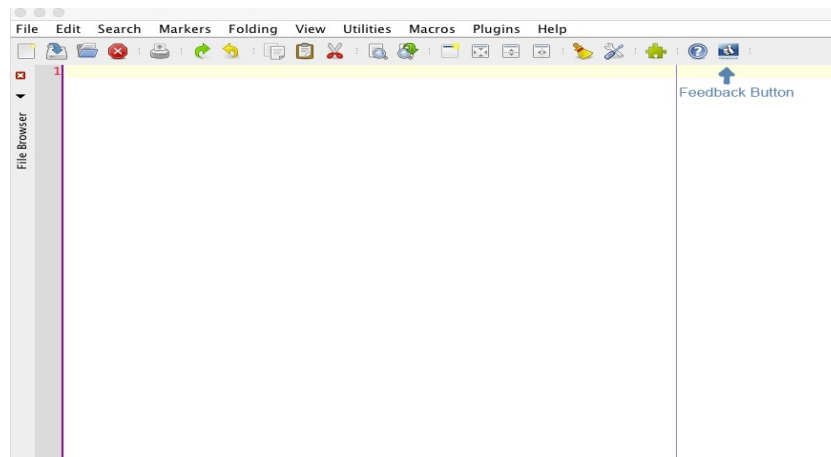 File Edit Search Markers Folding View Utilities Macros Plugins Help
1
Feedback Button
File Browser